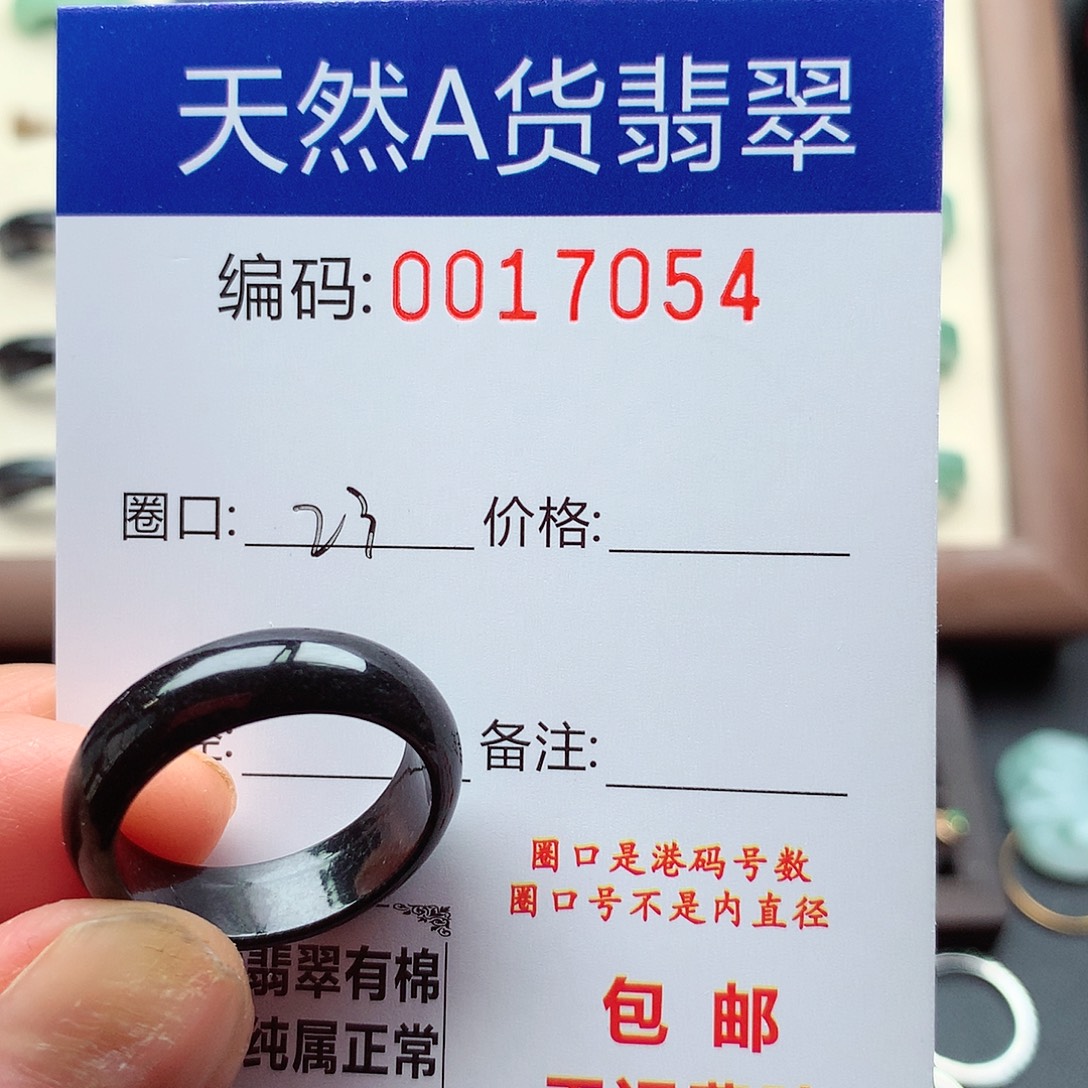 天然A货翡翠
编码:0017054
圈口: 23 价格:
备注:
圈口是港码号数
圈口号不是内直径
翡翠有棉
纯属正常
包邮